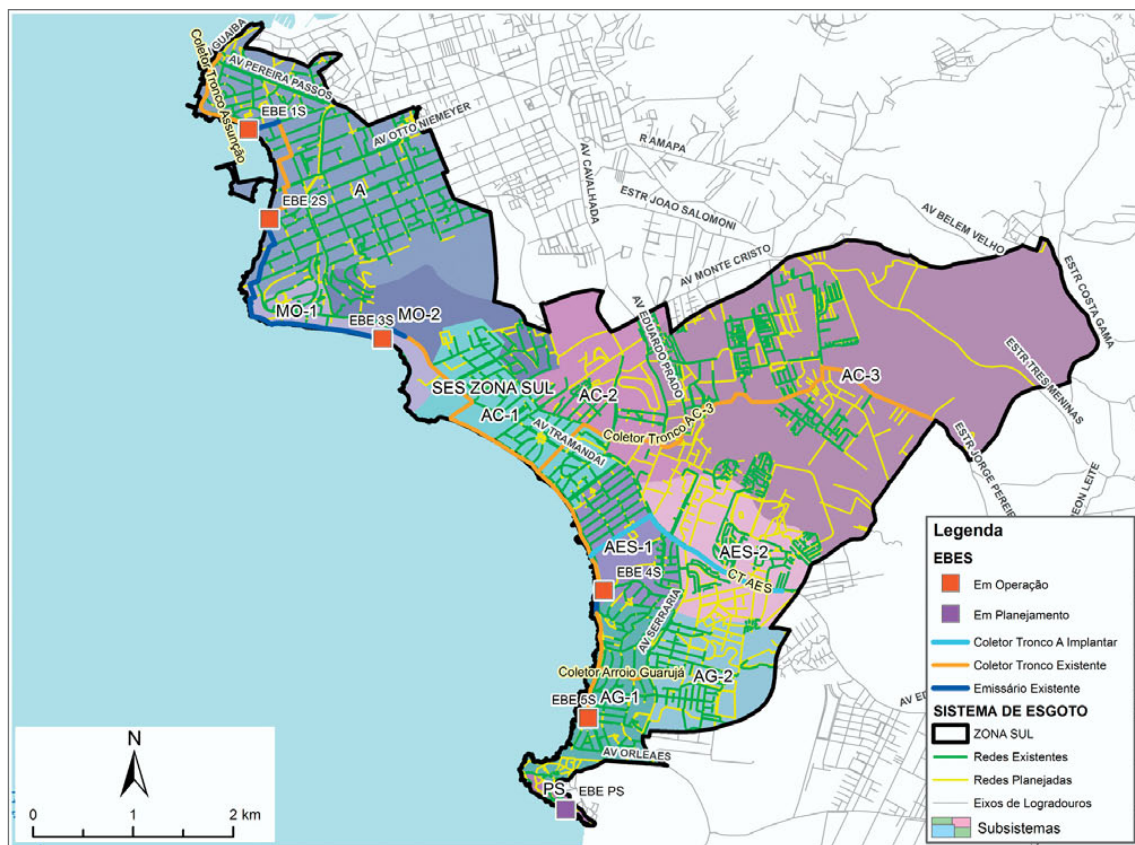 GUAIBA
Coletor Tronco Assunção
AV PEREIRA PASSOS
EBE 1S
AV OTTO NIEMEYER
AV CAVALHADA
R AMAPA
A
EBE 2S
ESTR JOAO SALOMONI
AV BELEM VELHO
AV MONTE CRISTO
ESTR COSTA GAMA
MO-1
EBE 3S
MO-2
AV EDUARDO PRADO
ESTR TRES MENINAS
SES ZONA SUL
AC-1
AC-2
AC-3
Coletor Tronco AC-3
AV TRAMANDAI
ESTR JORGE PEREI
REON LEITE
AES-1
AES-2
CT AES
EBE 4S
AV SERRARIA
Coletor Arroio Guarujá
AG-2
EBE 5S
AG-1
AV ORLEAES
PS
EBE PS
N
0 1 2 km
Legenda
EBES
Em Operação
Em Planejamento
Coletor Tronco A Implantar
Coletor Tronco Existente
Emissário Existente
SISTEMA DE ESGOTO
ZONA SUL
Redes Existentes
Redes Planejadas
Eixos de Logradouros
Subsistemas